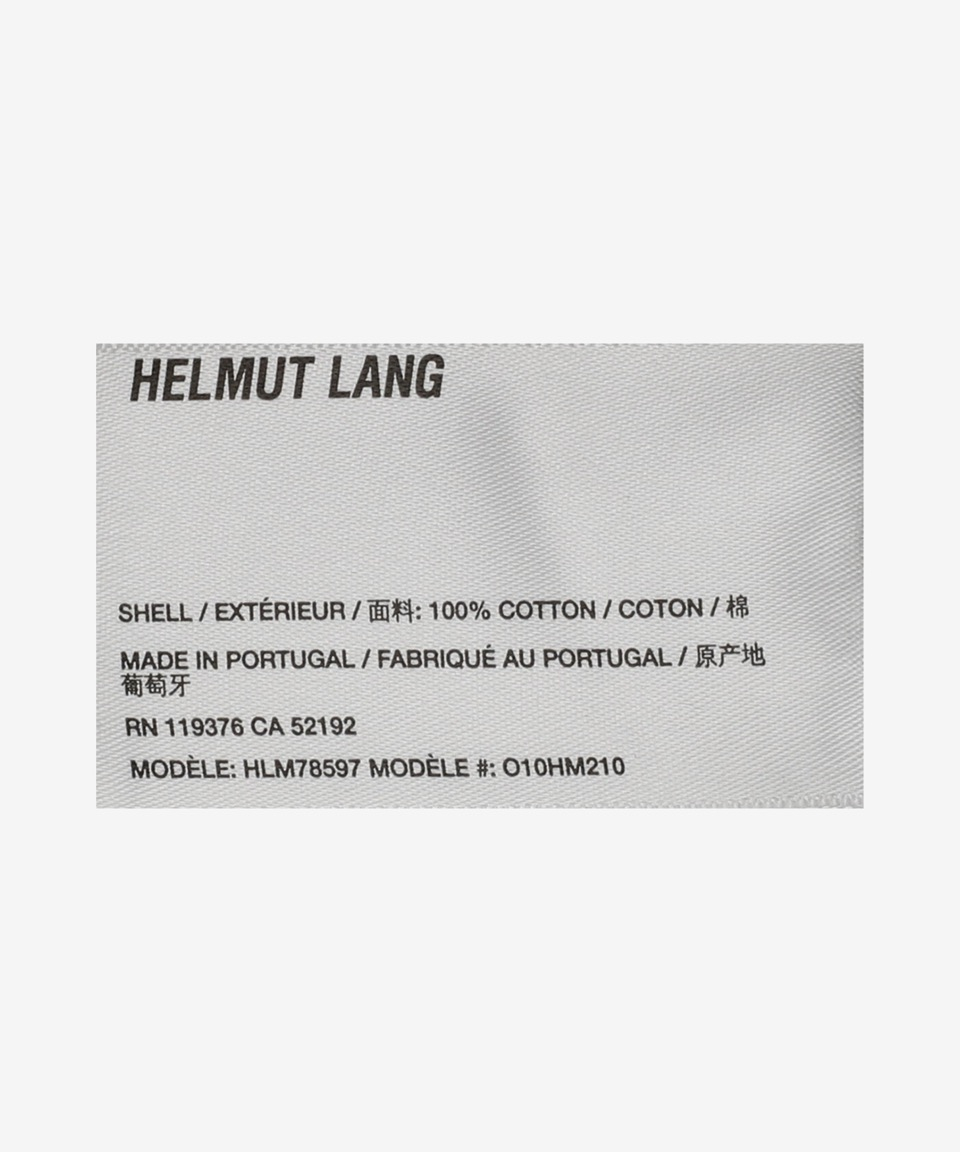 HELMUT LANG
SHELL / EXTÉRIEUR / 面料: 100% COTTON / COTON / 棉
MADE IN PORTUGAL / FABRIQUÉ AU PORTUGAL / 原产地
葡萄牙
RN 119376 CA 52192
MODÈLE: HLM78597 MODÈLE #: O10HM210